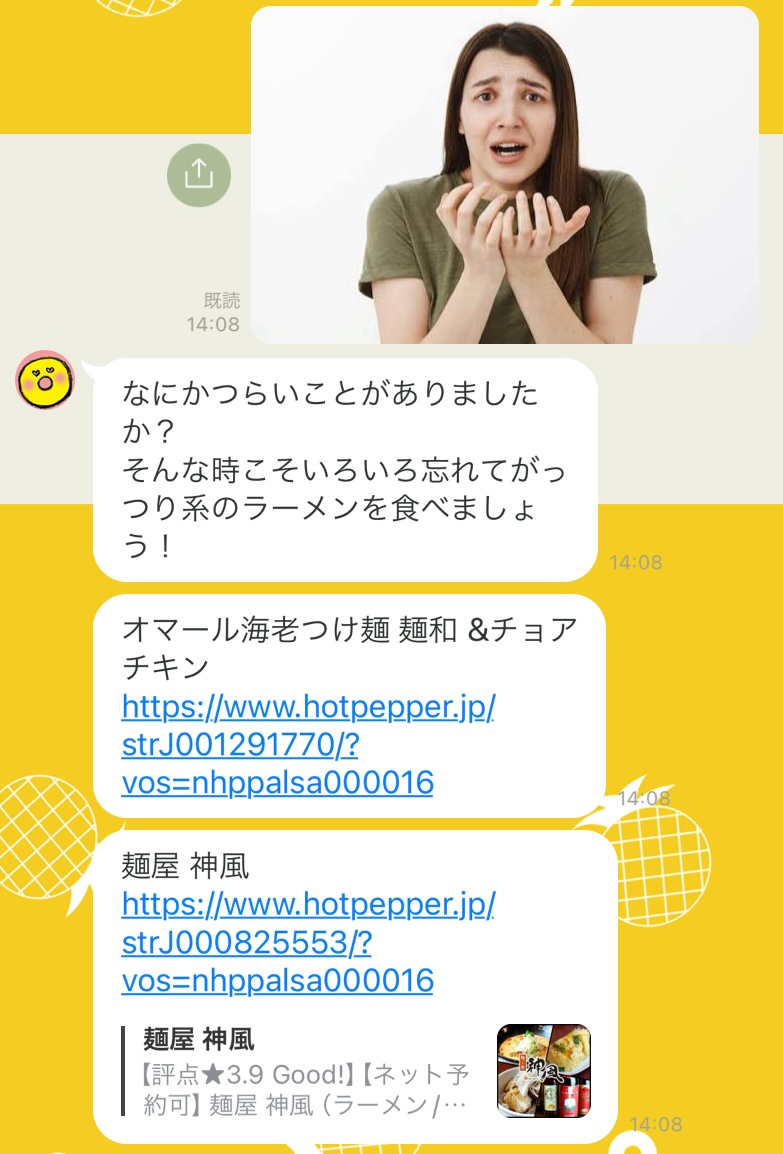 既読
14:08
なにかつらいことがありました
か？
そんな時こそいろいろ忘れてがっ
つり系のラーメンを食べましょ
う！
14:08
オマール海老つけ麺 麺和 &チョア
チキン
https://www.hotpepper.jp/
strJ001291770/?
vos=nhppalsa000016
14:08
麺屋 神風
https://www.hotpepper.jp/
strJ000825553/?
vos=nhppalsa000016
麺屋 神風
【評点★3.9 Good!】【ネット予
約可】 麺屋 神風（ラーメン/…
神風
14:08